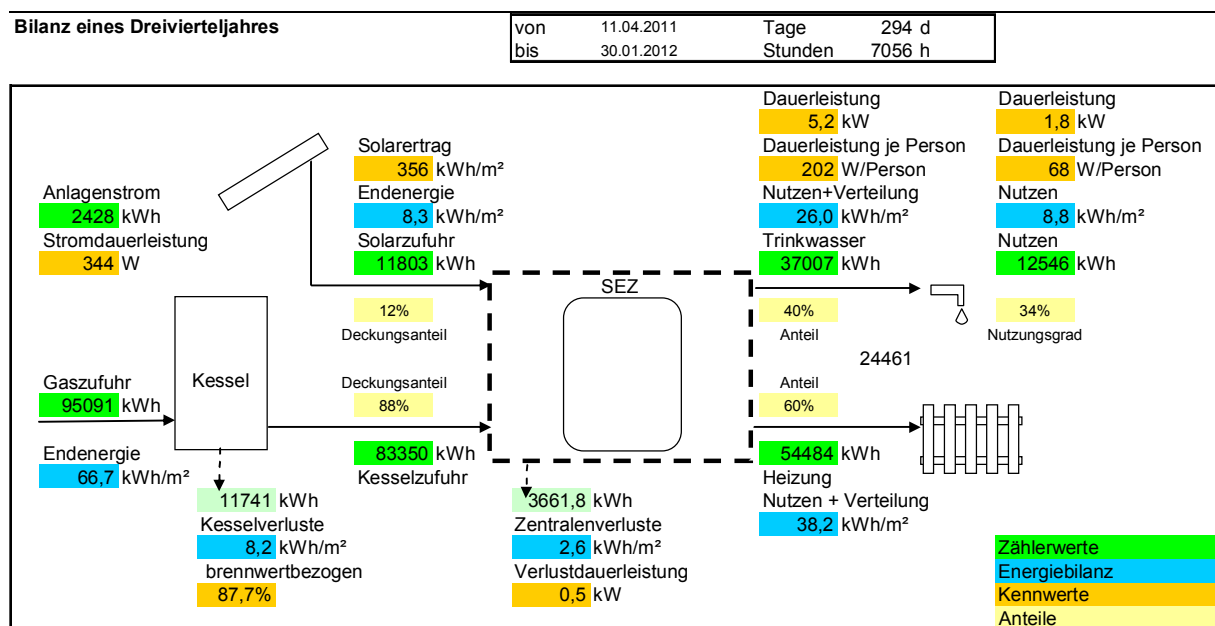 Bilanz eines Dreivierteljahres
von 11.04.2011 Tage 294 d
bis 30.01.2012 Stunden 7056 h
Anlagenstrom
2428 kWh
Stromdauerleistung
344 W
Solarertrag
356 kWh/m²
Endenergie
8,3 kWh/m²
Solarzufuhr
11803 kWh
12%
Deckungsanteil
Dauerleistung
5,2 kW
Dauerleistung je Person
202 W/Person
Nutzen+Verteilung
26,0 kWh/m²
Trinkwasser
37007 kWh
40%
Anteil
Dauerleistung
1,8 kW
Dauerleistung je Person
68 W/Person
Nutzen
8,8 kWh/m²
Nutzen
12546 kWh
34%
Nutzungsgrad
SEZ
24461
Gaszufuhr
95091 kWh
Endenergie
66,7 kWh/m²
Kessel
Deckungsanteil
88%
83350 kWh
Kesselzufuhr
Anteil
60%
54484 kWh
Heizung
Nutzen + Verteilung
38,2 kWh/m²
11741 kWh
Kesselverluste
8,2 kWh/m²
brennwertbezogen
87,7%
3661,8 kWh
Zentralenverluste
2,6 kWh/m²
Verlustdauerleistung
0,5 kW
Zählerwerte
Energiebilanz
Kennwerte
Anteile